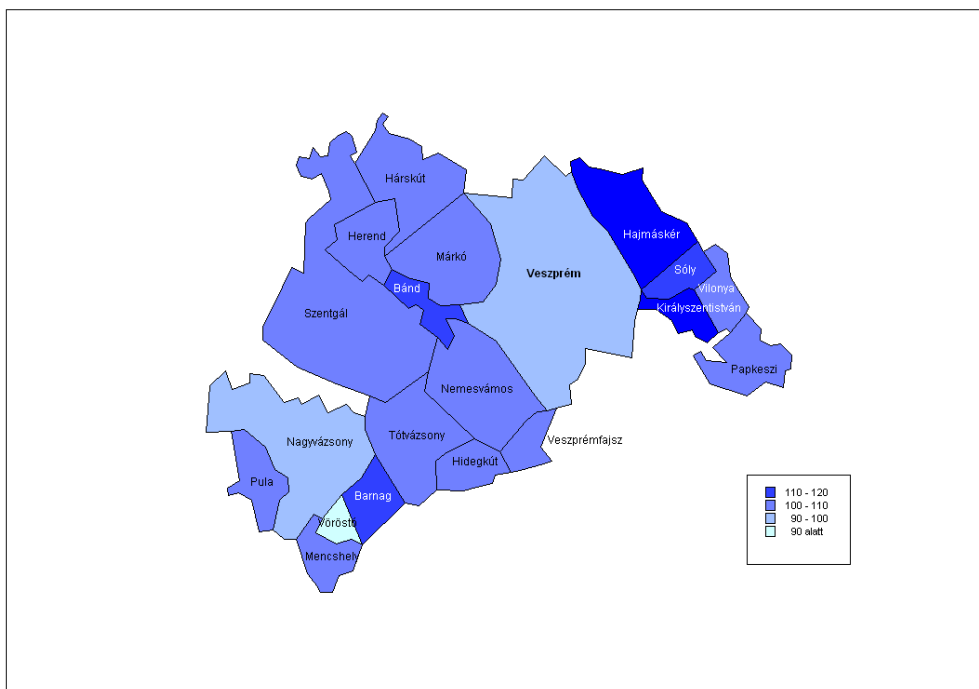 Hárskút
Herend
Márkó
Hajmáskér
Veszprém
Sóly
Bánd
Vilonya
Királyszentistván
Szentgál
Papkeszi
Nemesvámos
Tótvázsony
Veszprémfajsz
Nagyvázsony
Hidegkút
Pula
Barnag
Vöröstó
Mencshely
110 - 120
100 - 110
90 - 100
90 alatt